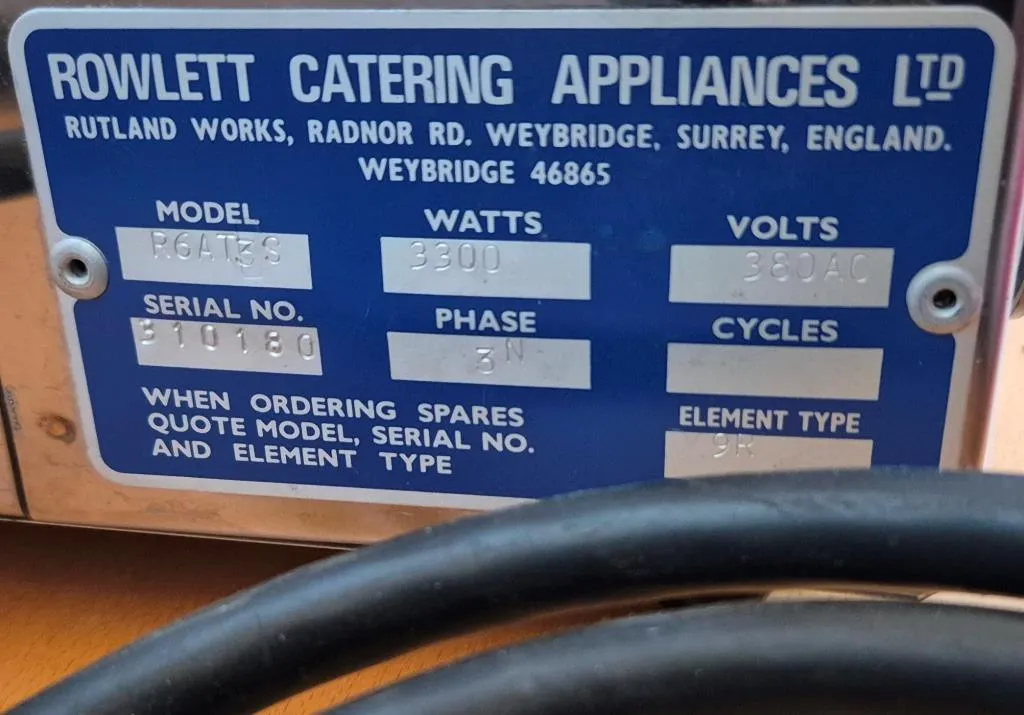 ROWLETT CATERING APPLIANCES LTD
RUTLAND WORKS, RADNOR RD. WEYBRIDGE, SURREY, ENGLAND.
WEYBRIDGE 46865
MODEL WATTS VOLTS
R6AT3S 3300 380AC
SERIAL NO. PHASE CYCLES
310180 3N
WHEN ORDERING SPARES
QUOTE MODEL, SERIAL NO.
AND ELEMENT TYPE
ELEMENT TYPE
9R